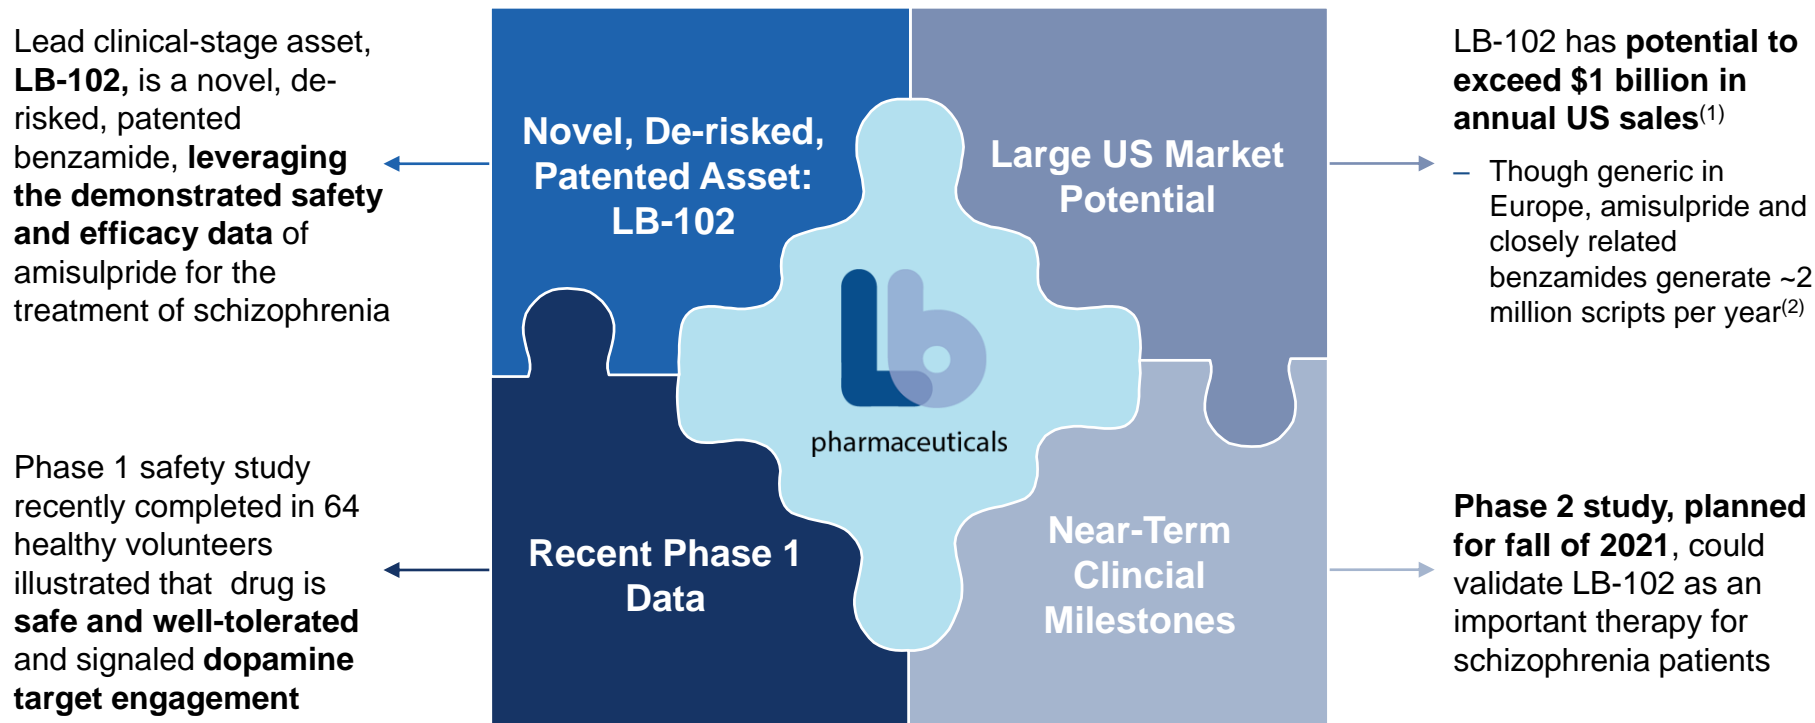 Lead clinical-stage asset,
LB-102, is a novel, de-
risked, patented
benzamide, leveraging
the demonstrated safety
and efficacy data of
amisulpride for the
treatment of schizophrenia
Novel, De-risked,
Patented Asset:
LB-102
Large US Market
Potential
LB-102 has potential to
exceed $1 billion in
annual US sales(1)
– Though generic in
Europe, amisulpride and
closely related
benzamides generate ~2
million scripts per year(2)
Lb
pharmaceuticals
Phase 1 safety study
recently completed in 64
healthy volunteers
illustrated that drug is
safe and well-tolerated
and signaled dopamine
target engagement
Recent Phase 1
Data
Near-Term
Clincial
Milestones
Phase 2 study, planned
for fall of 2021, could
validate LB-102 as an
important therapy for
schizophrenia patients